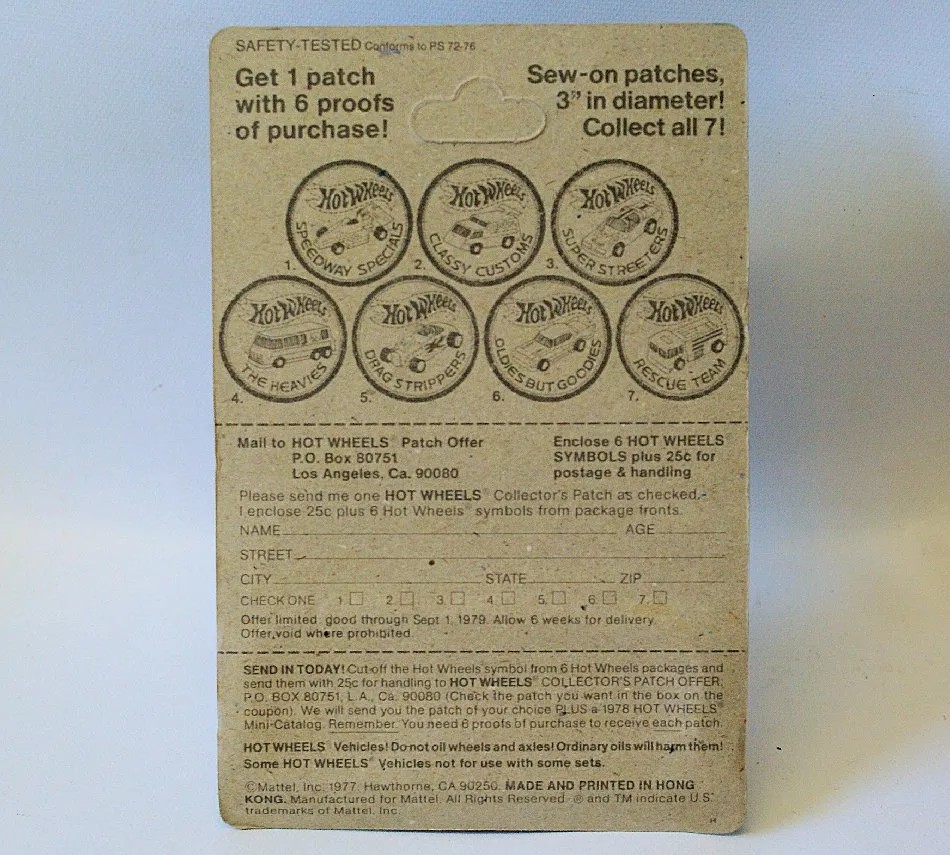 SAFETY-TESTED Conforms to PS 72-76
Get 1 patch
with 6 proofs
of purchase!
Sew-on patches,
3" in diameter!
Collect all 7!
HOT WHEELS
SPEEDWAY SPECIALS
1.
HOT WHEELS
CLASSY CUSTOMS
2.
HOT WHEELS
SUPER STREETERS
3.
HOT WHEELS
THE HEAVIES
4.
HOT WHEELS
DRAG STRIPPERS
5.
HOT WHEELS
OLDIES BUT GOODIES
6.
HOT WHEELS
RESCUE TEAM
7.
Mail to HOT WHEELS® Patch Offer
P.O. Box 80751
Los Angeles, Ca. 90080
Enclose 6 HOT WHEELS
SYMBOLS plus 25c for
postage & handling
Please send me one HOT WHEELS® Collector's Patch as checked.
I enclose 25c plus 6 Hot Wheels® symbols from package fronts.
NAME AGE
STREET
CITY STATE ZIP
CHECK ONE 1. 2. 3. 4. 5. 6. 7.
Offer limited: good through Sept 1, 1979. Allow 6 weeks for delivery.
Offer void where prohibited.
SEND IN TODAY! Cut off the Hot Wheels symbol from 6 Hot Wheels packages and
send them with 25c for handling to HOT WHEELS® COLLECTOR'S PATCH OFFER,
P.O. BOX 80751, L.A., Ca. 90080 (Check the patch you want in the box on the
coupon). We will send you the patch of your choice PLUS a 1978 HOT WHEELS®
Mini-Catalog. Remember: You need 6 proofs of purchase to receive each patch.
HOT WHEELS® Vehicles! Do not oil wheels and axles! Ordinary oils will harm them!
Some HOT WHEELS® Vehicles not for use with some sets.
©Mattel, Inc. 1977, Hawthorne, CA 90250. MADE AND PRINTED IN HONG
KONG. Manufactured for Mattel. All Rights Reserved. ® and TM indicate U.S.
trademarks of Mattel, Inc.
H